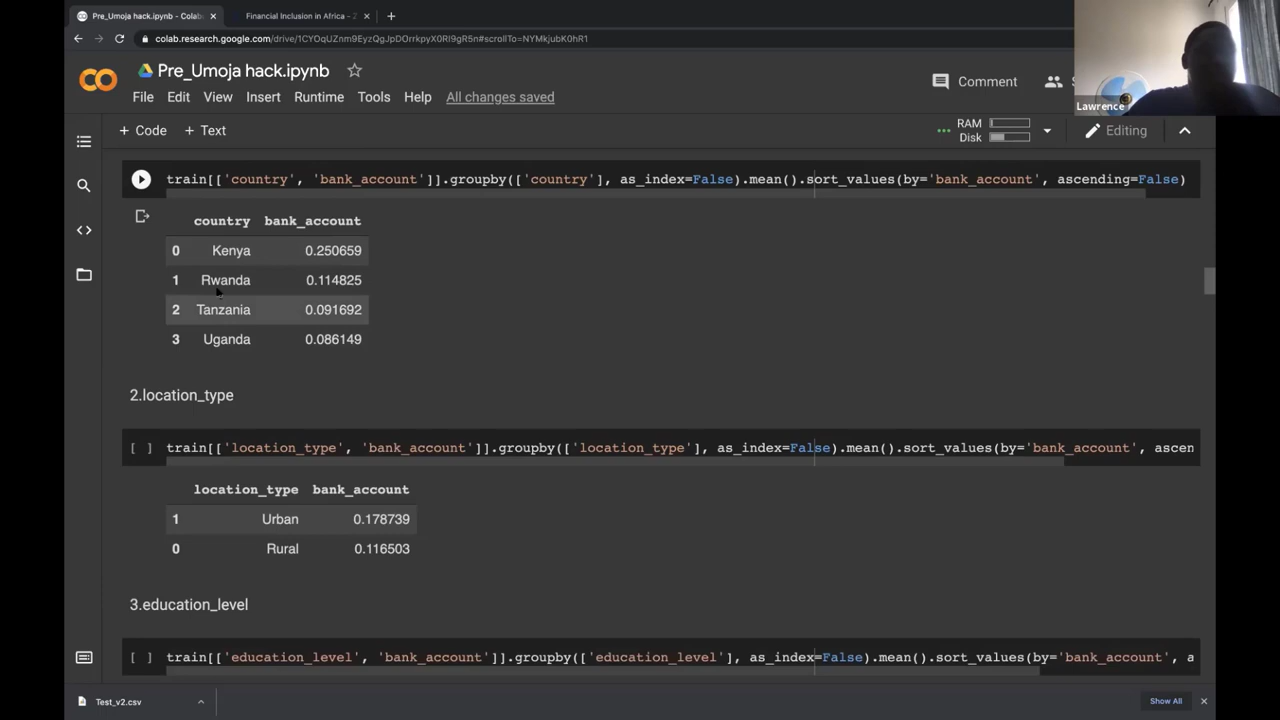 Pre_Umoja hack.ipynb - Colab
Financial Inclusion in Africa - Z
colab.research.google.com/drive/1CYOqUZnm9EyzQgJpDOrrkpyX0RI9gR5n#scrollTo=NYMkjubK0hR1
Pre_Umoja hack.ipynb
Comment
Lawrence
File Edit View Insert Runtime Tools Help All changes saved
+ Code + Text
RAM
Disk
Editing
train[['country', 'bank_account']].groupby(['country'], as_index=False).mean().sort_values(by='bank_account', ascending=False)
country bank_account
0 Kenya 0.250659
1 Rwanda 0.114825
2 Tanzania 0.091692
3 Uganda 0.086149
2.location_type
[ ] train[['location_type', 'bank_account']].groupby(['location_type'], as_index=False).mean().sort_values(by='bank_account', ascen
location_type bank_account
1 Urban 0.178739
0 Rural 0.116503
3.education_level
[ ] train[['education_level', 'bank_account']].groupby(['education_level'], as_index=False).mean().sort_values(by='bank_account', a
Test_v2.csv
Show All